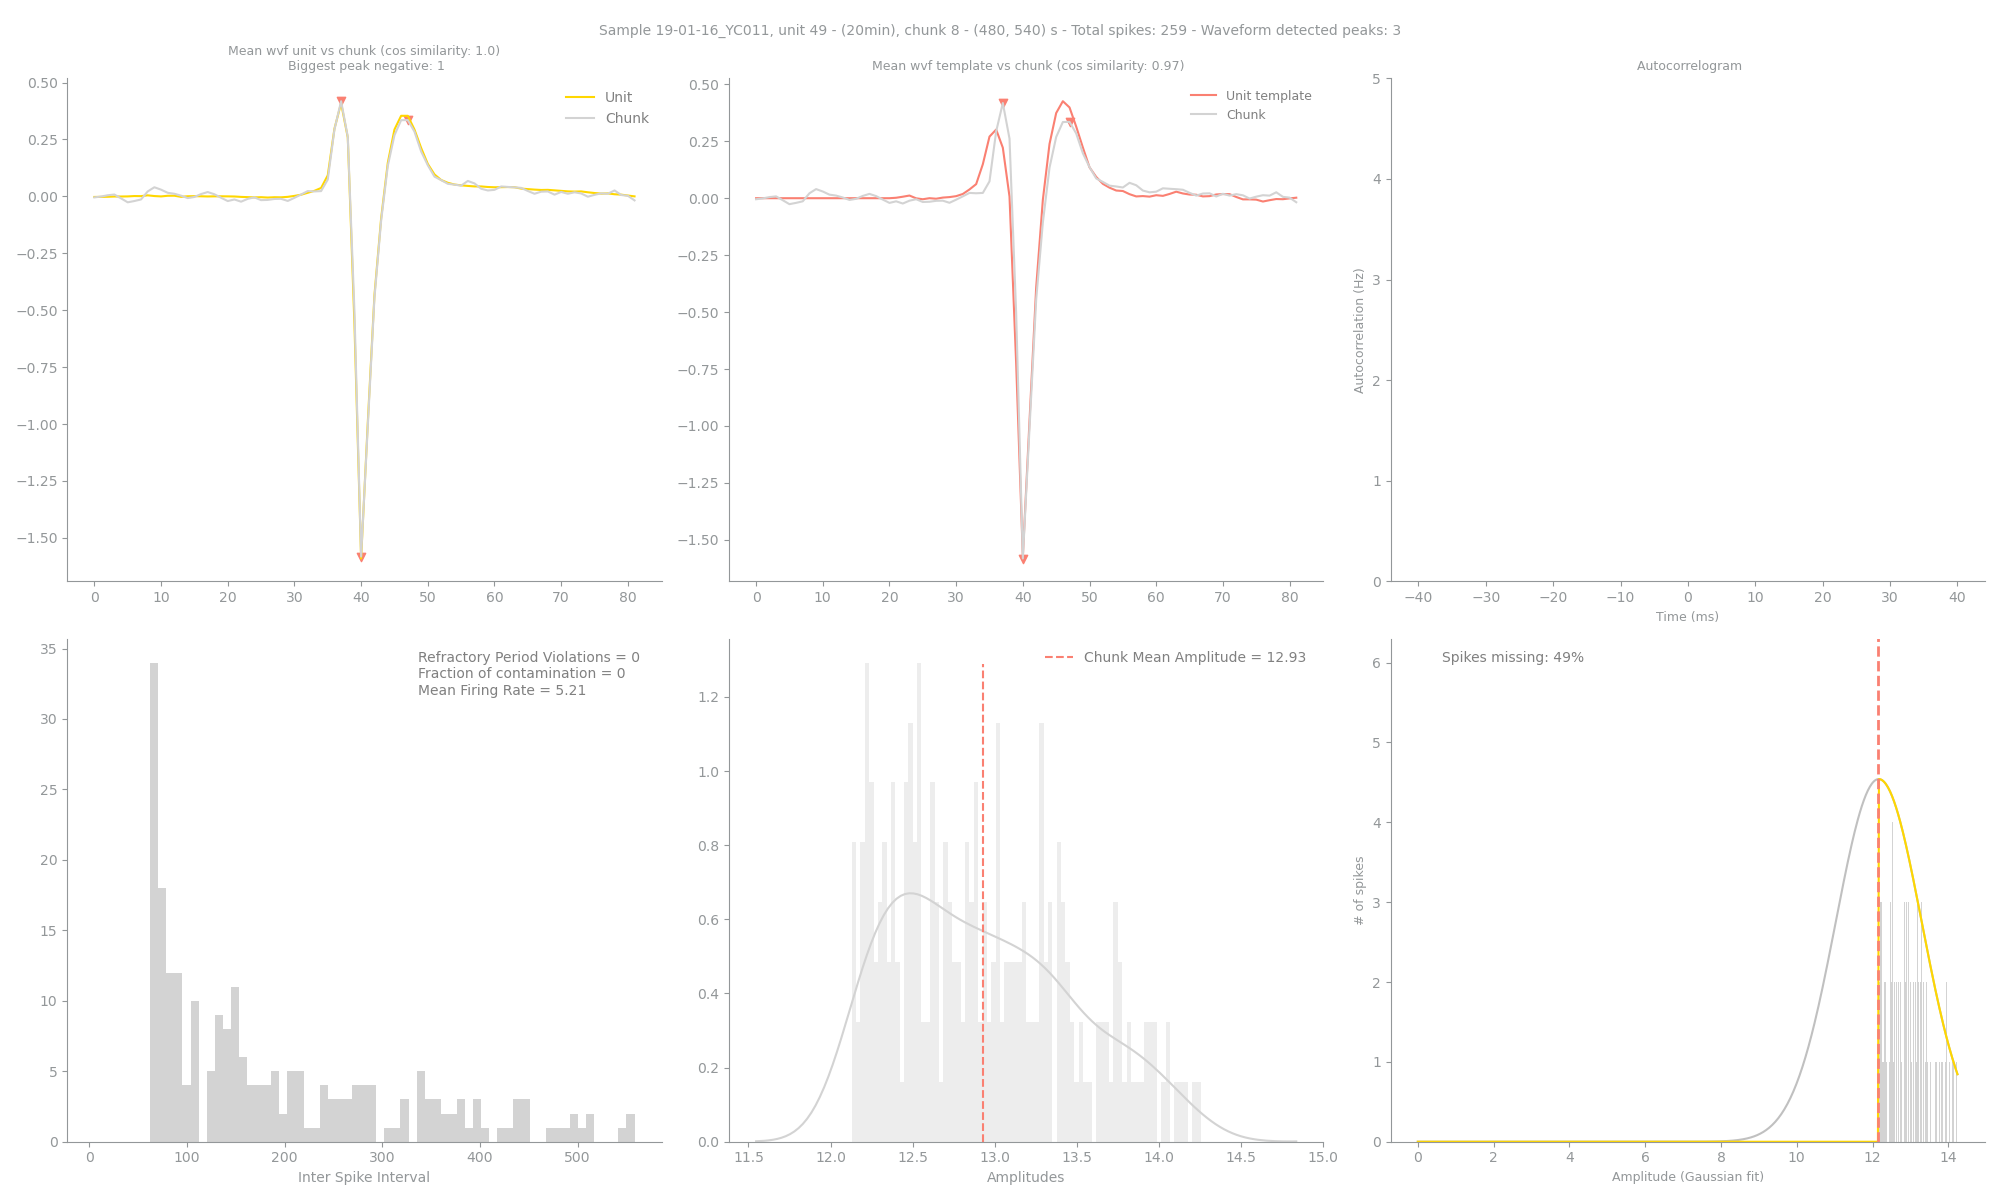 Sample 19-01-16_YC011, unit 49 - (20min), chunk 8 - (480, 540) s - Total spikes: 259 - Waveform detected peaks: 3
Mean wvf unit vs chunk (cos similarity: 1.0)
Biggest peak negative: 1
0.50
0.25
0.00
−0.25
−0.50
−0.75
−1.00
−1.25
−1.50
0 10 20 30 40 50 60 70 80
Unit
Chunk
Mean wvf template vs chunk (cos similarity: 0.97)
0.50
0.25
0.00
−0.25
−0.50
−0.75
−1.00
−1.25
−1.50
0 10 20 30 40 50 60 70 80
Unit template
Chunk
Autocorrelogram
5
4
3
2
1
0
−40 −30 −20 −10 0 10 20 30 40
Autocorrelation (Hz)
Time (ms)
35
30
25
20
15
10
5
0
0 100 200 300 400 500
Inter Spike Interval
Refractory Period Violations = 0
Fraction of contamination = 0
Mean Firing Rate = 5.21
1.2
1.0
0.8
0.6
0.4
0.2
0.0
11.5 12.0 12.5 13.0 13.5 14.0 14.5 15.0
Amplitudes
Chunk Mean Amplitude = 12.93
6
5
4
3
2
1
0
0 2 4 6 8 10 12 14
# of spikes
Amplitude (Gaussian fit)
Spikes missing: 49%